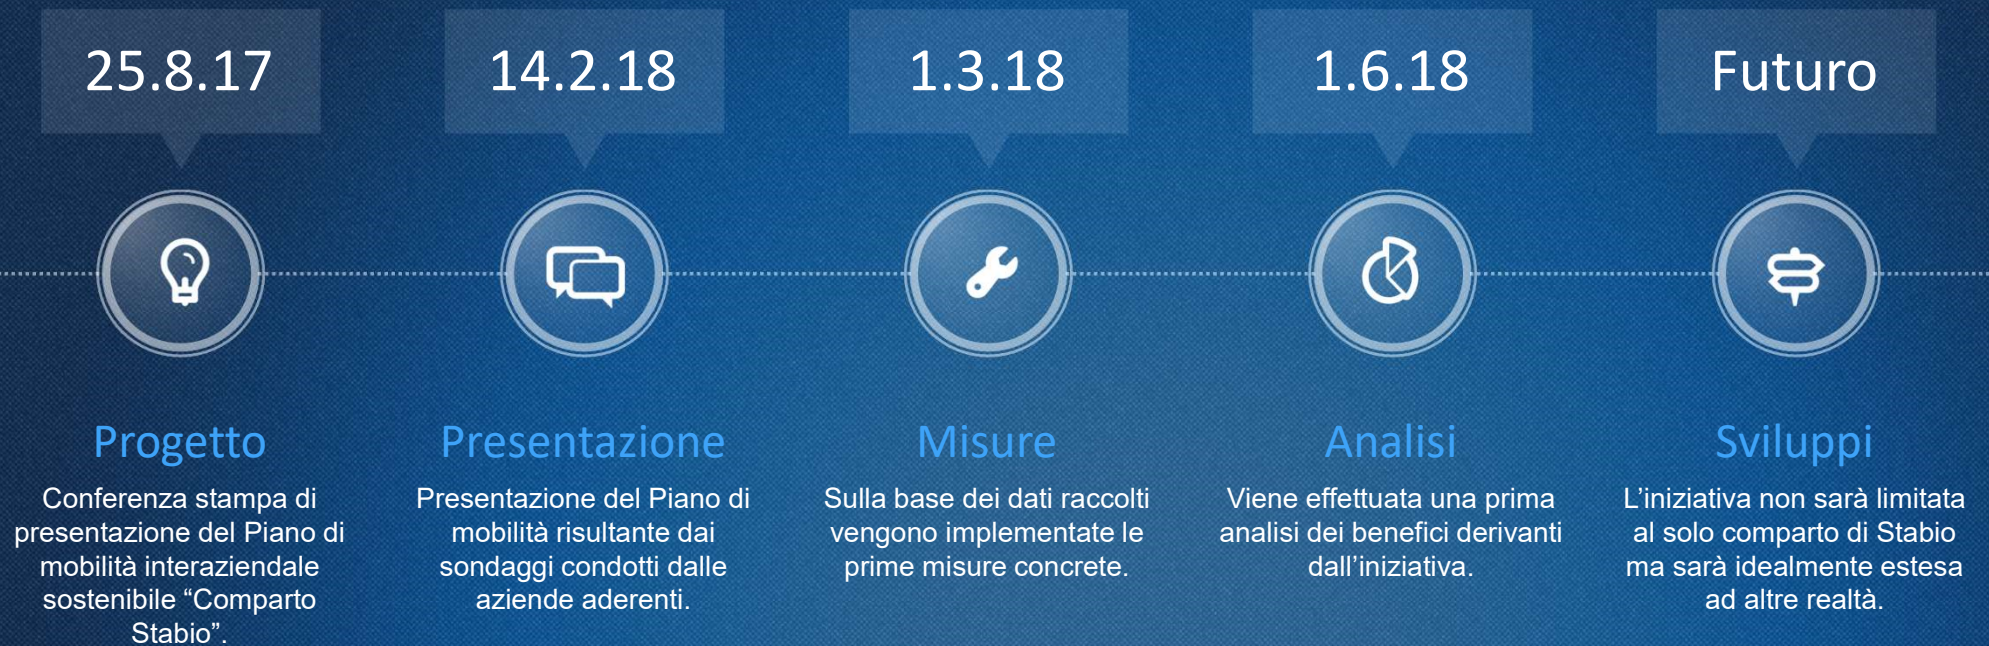 25.8.17
14.2.18
1.3.18
1.6.18
Futuro
Progetto
Conferenza stampa di
presentazione del Piano di
mobilità interaziendale
sostenibile “Comparto
Stabio”.
Presentazione
Presentazione del Piano di
mobilità risultante dai
sondaggi condotti dalle
aziende aderenti.
Misure
Sulla base dei dati raccolti
vengono implementate le
prime misure concrete.
Analisi
Viene effettuata una prima
analisi dei benefici derivanti
dall’iniziativa.
Sviluppi
L’iniziativa non sarà limitata
al solo comparto di Stabio
ma sarà idealmente estesa
ad altre realtà.